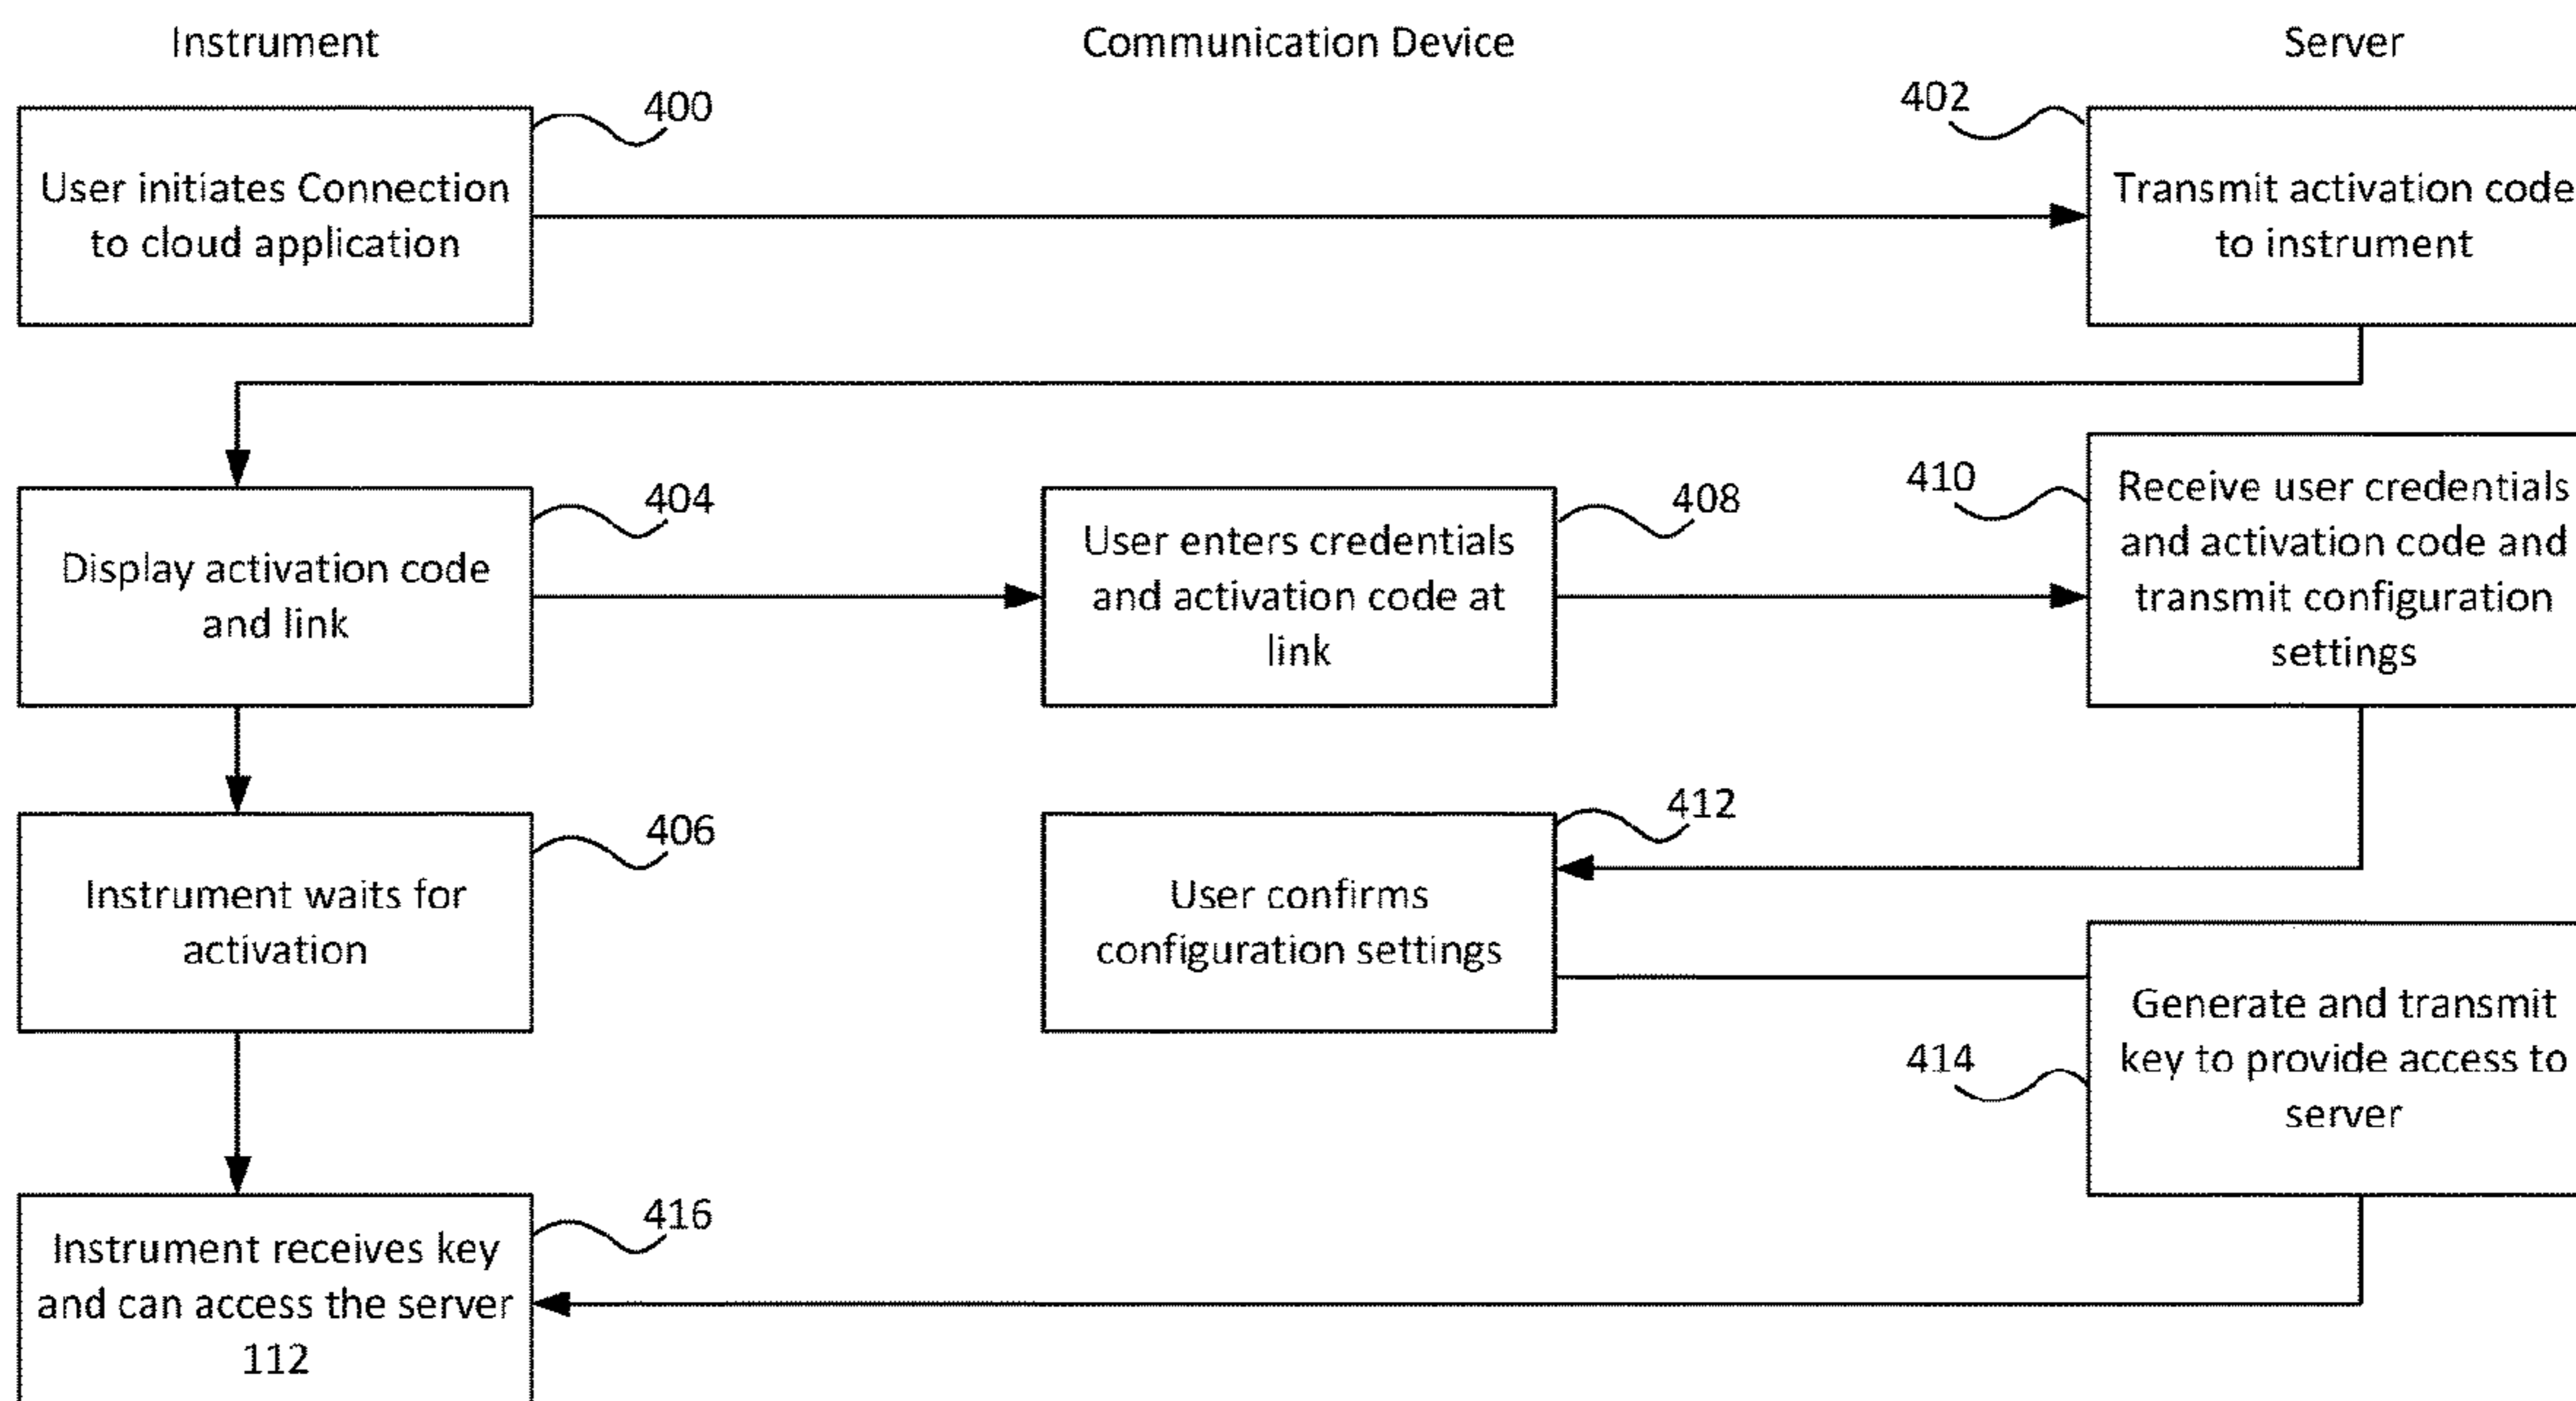 Instrument
Communication Device
Server
400
402
User initiates Connection
to cloud application
Transmit activation code
to instrument
404
408
410
Display activation code
and link
User enters credentials
and activation code at
link
Receive user credentials
and activation code and
transmit configuration
settings
406
412
Instrument waits for
activation
User confirms
configuration settings
414
Generate and transmit
key to provide access to
server
416
Instrument receives key
and can access the server
112